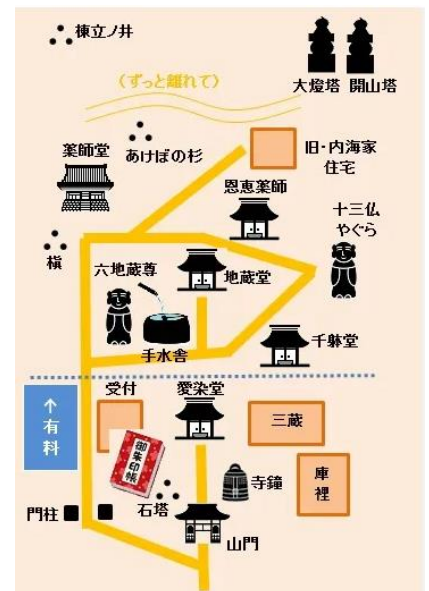 棟立ノ井
大燈塔 開山塔
(ずっと離れて)
薬師堂
あけぼの杉
旧・内海家
住宅
恩恵薬師
十三仏
やぐら
槇
六地蔵尊
地蔵堂
手水舎
千躰堂
↑
有
料
受付
愛染堂
三蔵
御朱印帳
庫
裡
寺鐘
石塔
門柱
山門